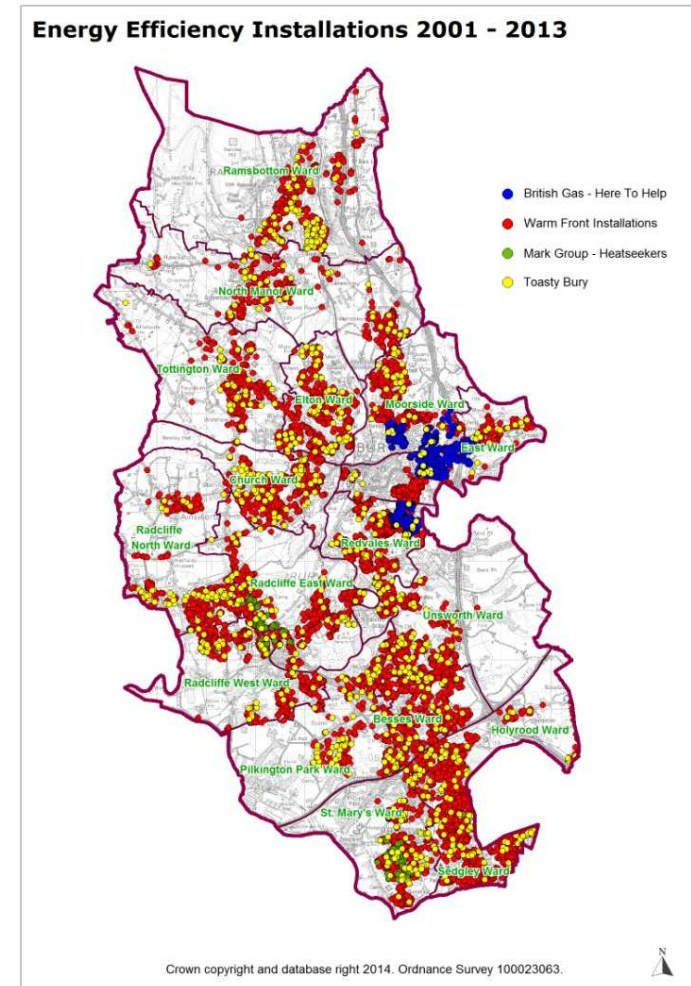 Energy Efficiency Installations 2001 - 2013
British Gas - Here To Help
Warm Front Installations
Mark Group - Heatseekers
Toasty Bury
Ramsbottom Ward
North Manor Ward
Tottington Ward
Elton Ward
Moorside Ward
East Ward
Church Ward
Radcliffe
North Ward
Redvales Ward
Radcliffe East Ward
Unsworth Ward
Radcliffe West Ward
Besses Ward
Holyrood Ward
Pilkington Park Ward
St. Mary's Ward
Sedgley Ward
N
Crown copyright and database right 2014. Ordnance Survey 100023063.